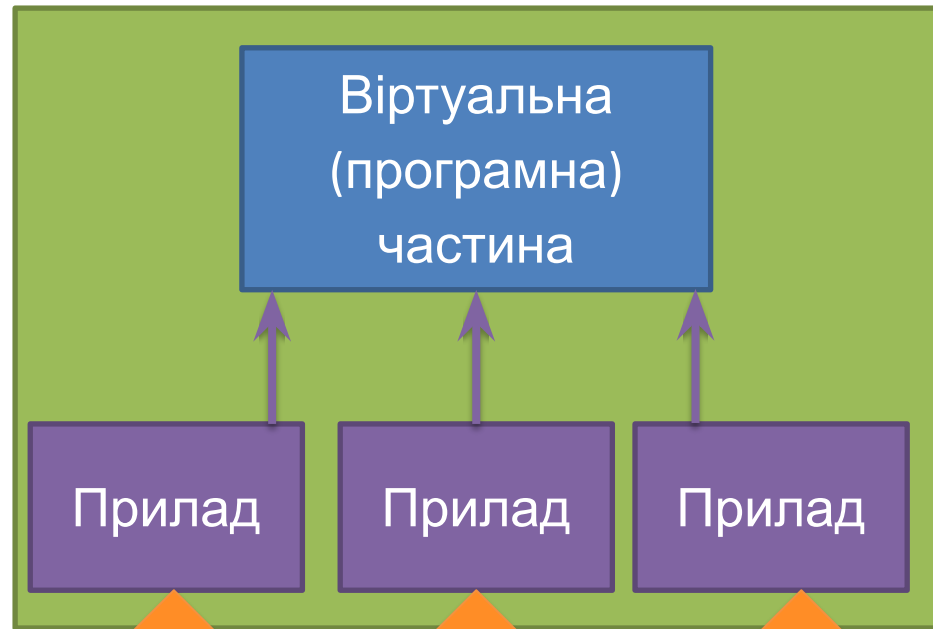 Віртуальна
(програмна)
частина
Прилад
Прилад
Прилад